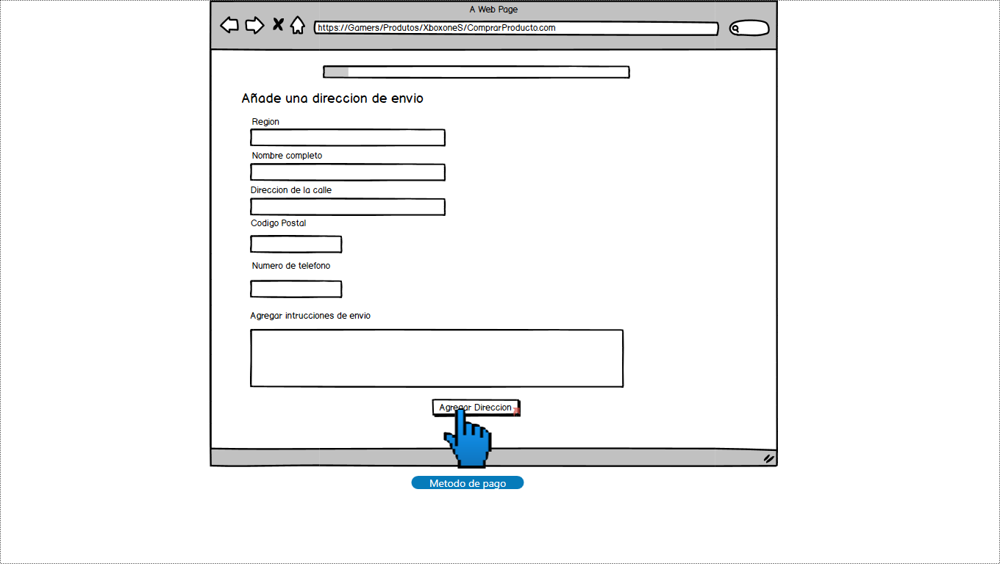 A Web Page
https://Gamers/Produtos/XboxoneS/ComprarProducto.com
Añade una direccion de envio
Region
Nombre completo
Direccion de la calle
Codigo Postal
Numero de telefono
Agregar intrucciones de envio
Agregar Direccion
Metodo de pago